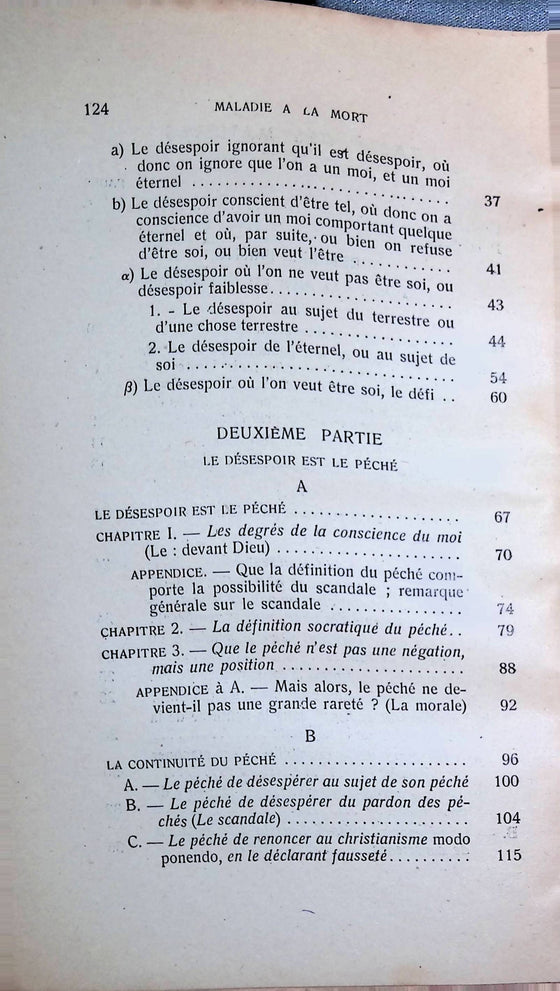 124 MALADIE A LA MORT
a) Le désespoir ignorant qu'il est désespoir, où
donc on ignore que l'on a un moi, et un moi
éternel .............................. 37
b) Le désespoir conscient d'être tel, où donc on a
conscience d'avoir un moi comportant quelque
éternel et où, par suite, ou bien on refuse
d'être soi, ou bien veut l'être .......... 41
α) Le désespoir où l'on ne veut pas être soi, ou
désespoir faiblesse.................... 43
1. - Le désespoir au sujet du terrestre ou
d'une chose terrestre ................ 44
2. Le désespoir de l'éternel, ou au sujet de
soi .............................. 54
β) Le désespoir où l'on veut être soi, le défi .. 60
DEUXIÈME PARTIE
LE DÉSESPOIR EST LE PÉCHÉ
A
LE DÉSESPOIR EST LE PÉCHÉ .................. 67
CHAPITRE I. — Les degrés de la conscience du moi
(Le : devant Dieu) .................... 70
APPENDICE. — Que la définition du péché com-
porte la possibilité du scandale ; remarque
générale sur le scandale .............. 74
CHAPITRE 2. — La définition socratique du péché.. 79
CHAPITRE 3. — Que le péché n'est pas une négation,
mais une position .................... 88
APPENDICE à A. — Mais alors, le péché ne de-
vient-il pas une grande rareté ? (La morale) 92
B
LA CONTINUITÉ DU PÉCHÉ .................... 96
A. — Le péché de désespérer au sujet de son péché 100
B. — Le péché de désespérer du pardon des pé-
chés (Le scandale) .................... 104
C. — Le péché de renoncer au christianisme modo
ponendo, en le déclarant fausseté.......... 115